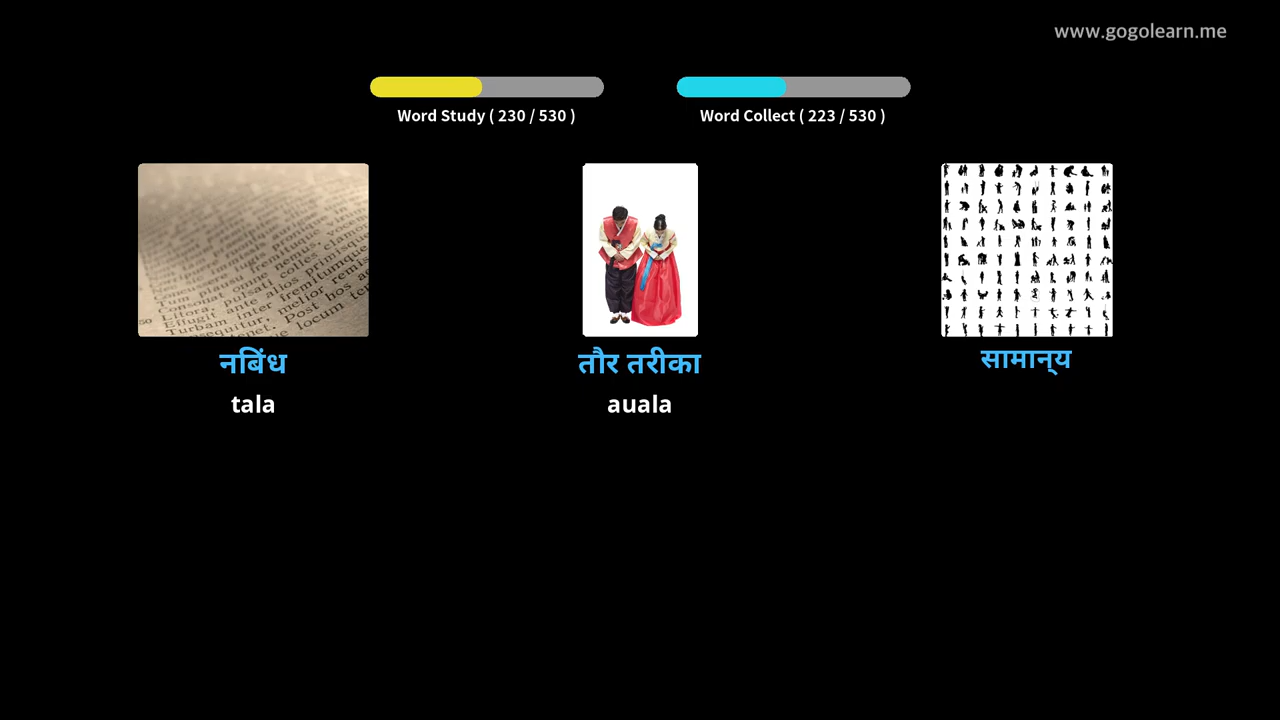 www.gogolearn.me
Word Study ( 230 / 530 )
Word Collect ( 223 / 530 )
नबिंध
tala
तौर तरीका
auala
सामान्य